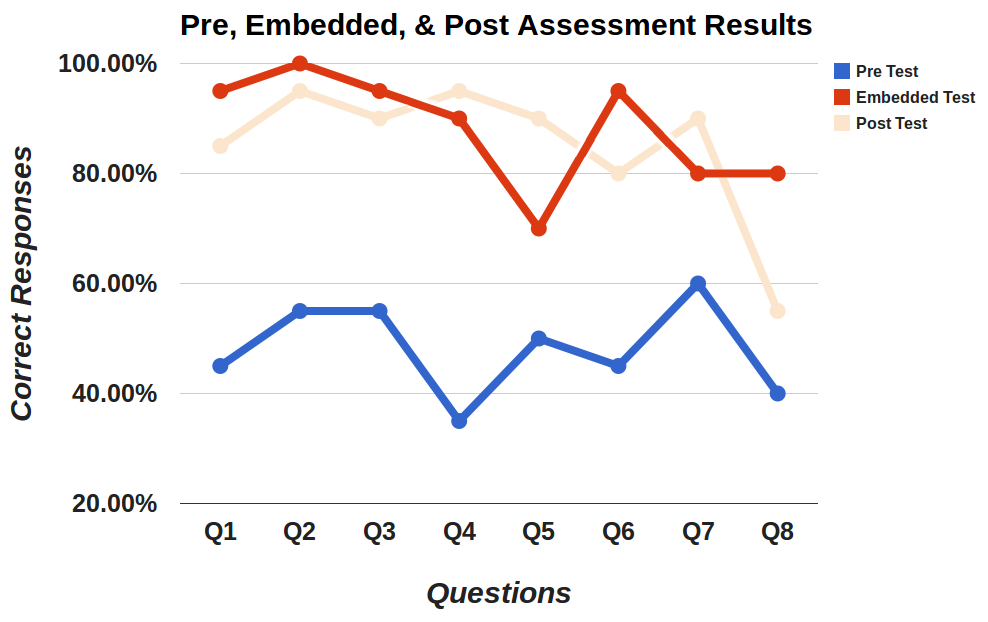 Pre, Embedded, & Post Assessment Results
100.00%
80.00%
60.00%
40.00%
20.00%
Correct Responses
Q1 Q2 Q3 Q4 Q5 Q6 Q7 Q8
Questions
Pre Test
Embedded Test
Post Test